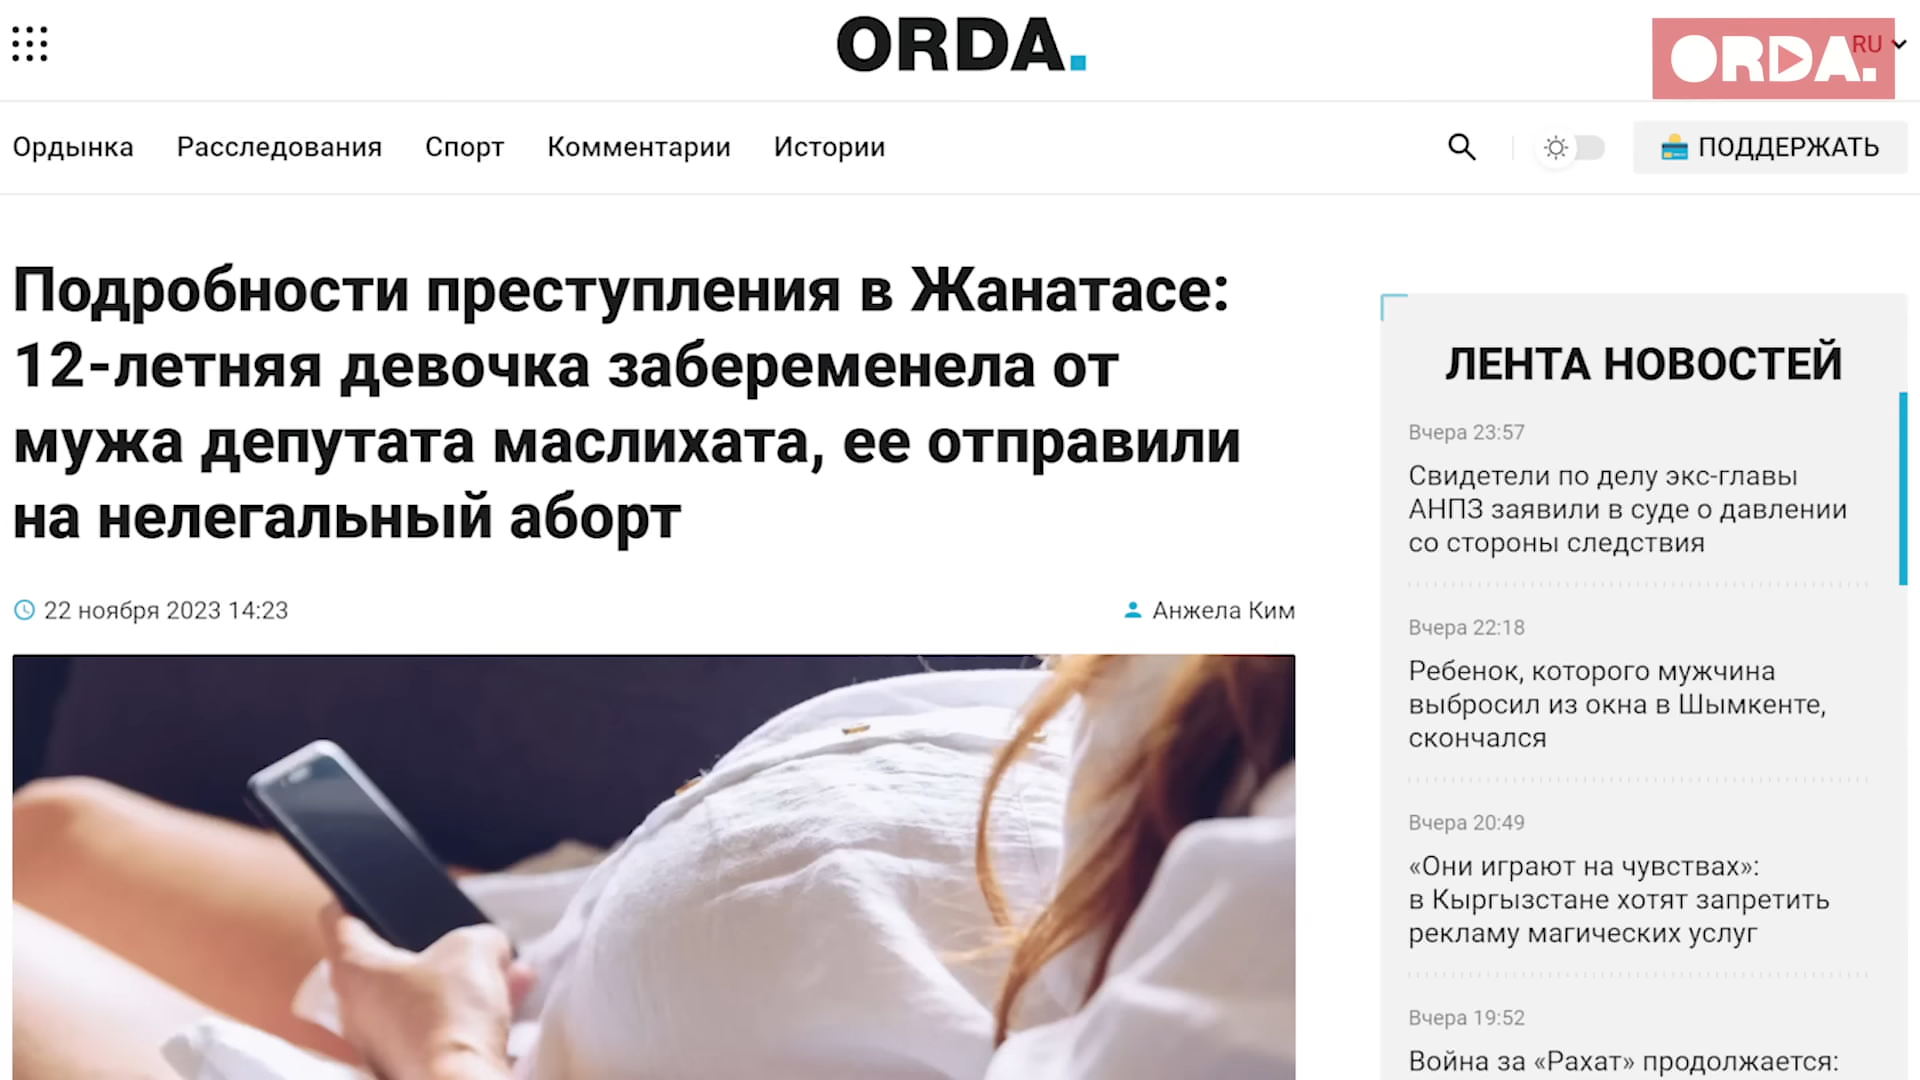 ORDA.
ORDA.
RU
Ордынка
Расследования
Спорт
Комментарии
Истории
ПОДДЕРЖАТЬ
Подробности преступления в Жанатасе:
12-летняя девочка забеременела от
мужа депутата маслихата, ее отправили
на нелегальный аборт
22 ноября 2023 14:23
Анжела Ким
ЛЕНТА НОВОСТЕЙ
Вчера 23:57
Свидетели по делу экс-главы
АНПЗ заявили в суде о давлении
со стороны следствия
Вчера 22:18
Ребенок, которого мужчина
выбросил из окна в Шымкенте,
скончался
Вчера 20:49
«Они играют на чувствах»:
в Кыргызстане хотят запретить
рекламу магических услуг
Вчера 19:52
Война за «Рахат» продолжается: